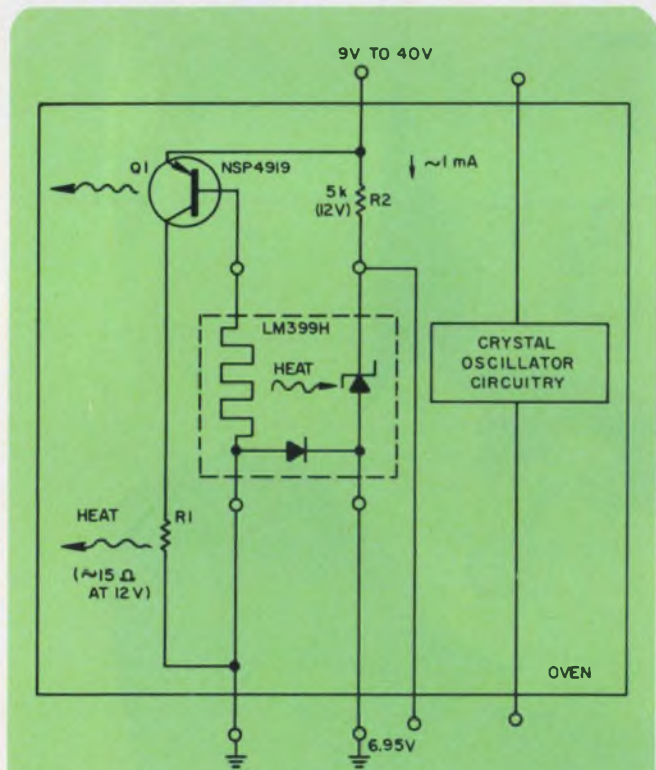 9V TO 40V
Q1
NSP4919
~1 mA
5k
(12V)
R2
LM399H
HEAT
CRYSTAL
OSCILLATOR
CIRCUITRY
HEAT
R1
(≈15 Ω
AT 12V)
OVEN
6.95V